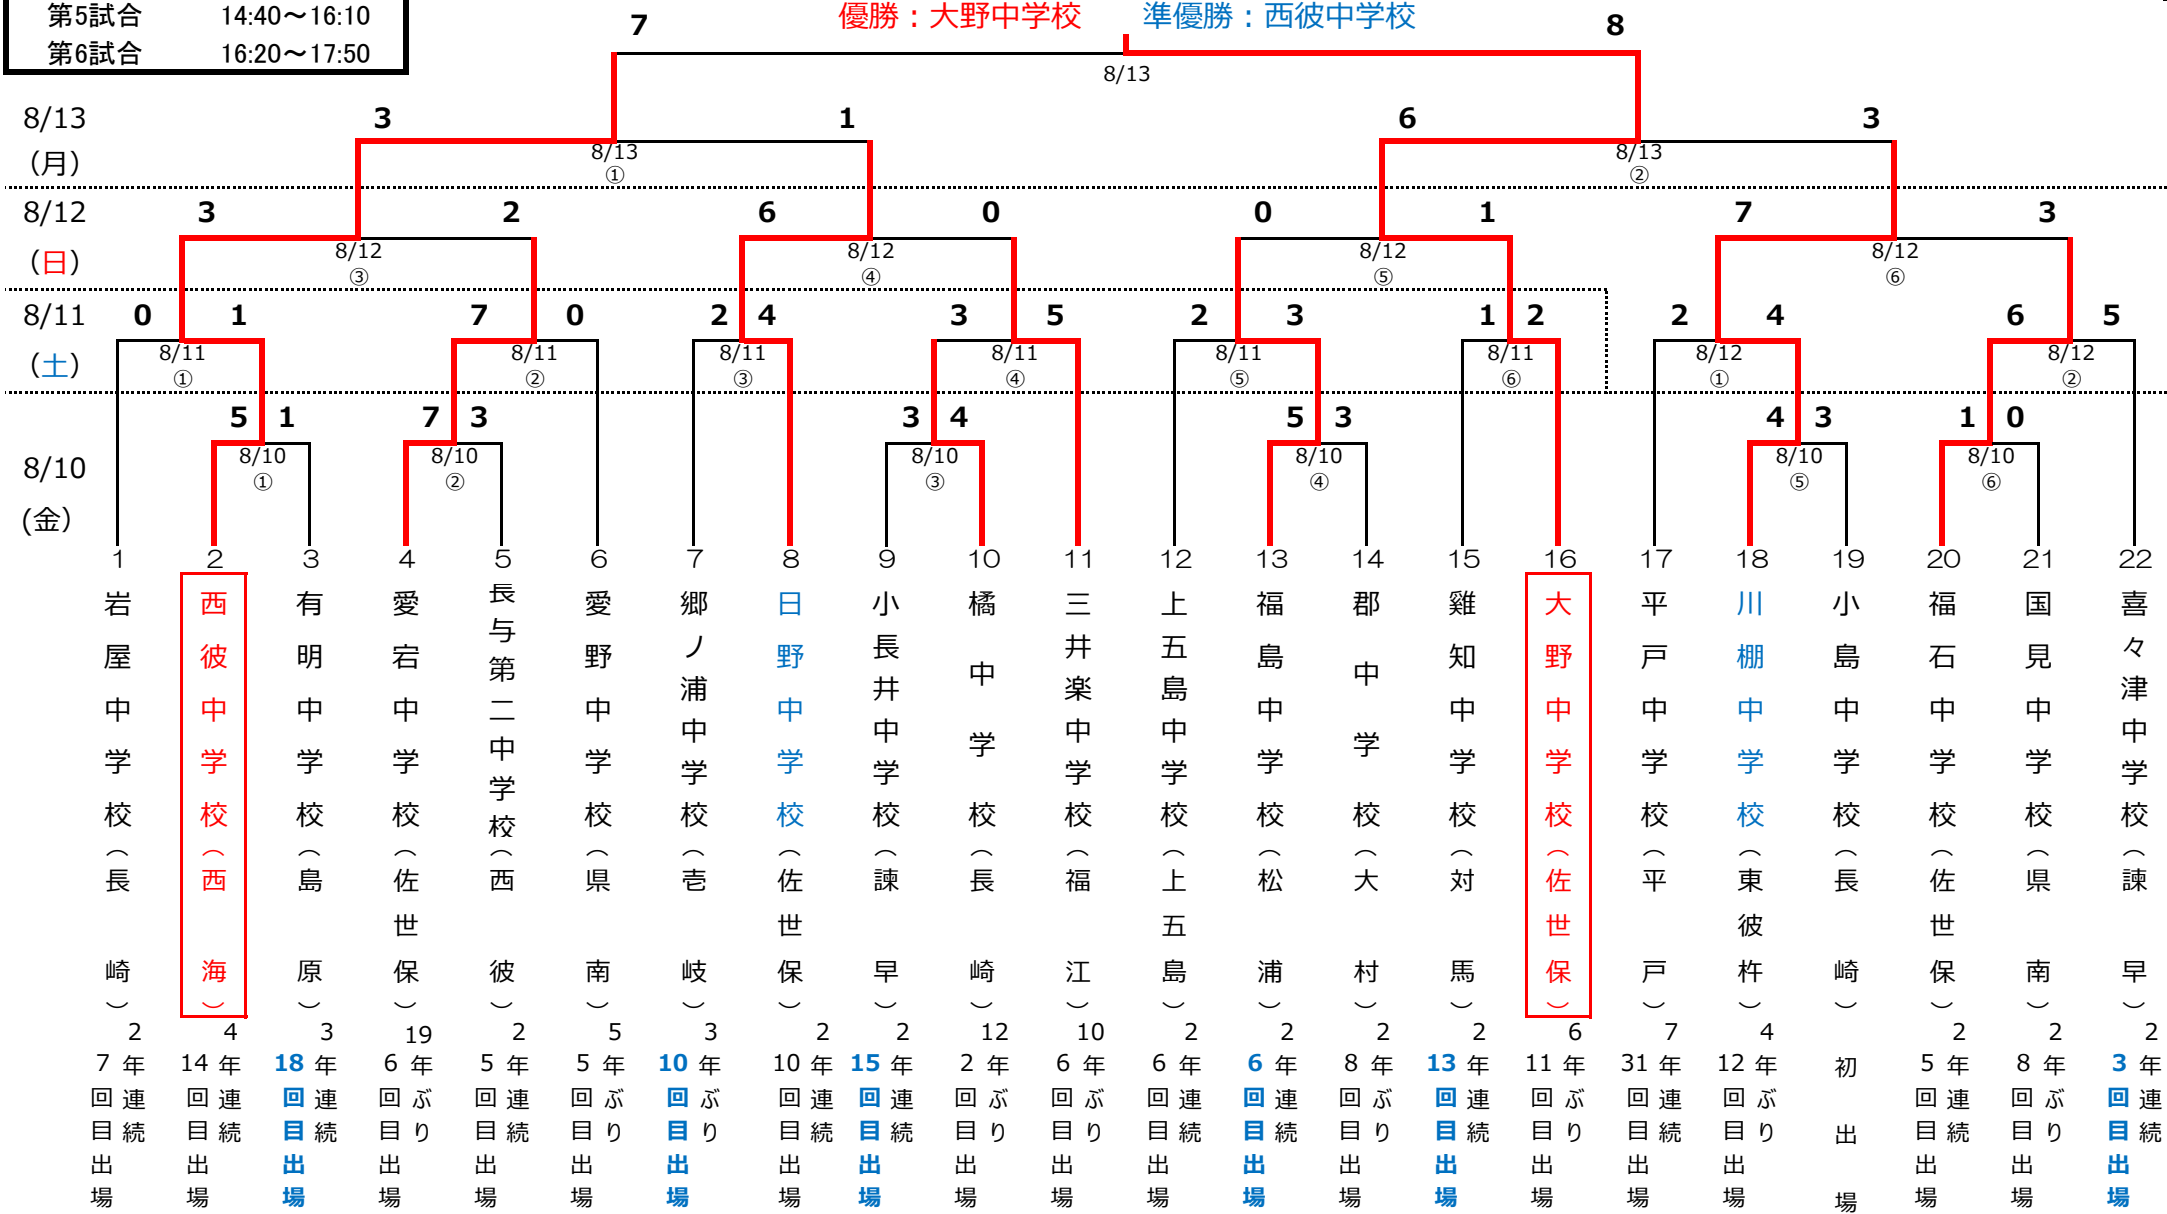 第5試合 14:40～16:10
第6試合 16:20～17:50
優勝：大野中学校 準優勝：西彼中学校
7 8
8/13
8/13
（月）
3 1 6 3
8/13 8/13
① ②
8/12
（日）
3 2 6 0 0 1 7 3
8/12 8/12 8/12 8/12
③ ④ ⑤ ⑥
8/11
（土）
0 1 7 0 2 4 3 5 2 3 1 2 2 4 6 5
8/11 8/11 8/11 8/11 8/11 8/11 8/12 8/12
① ② ③ ④ ⑤ ⑥ ① ②
8/10
(金）
5 1 7 3 3 4 5 3 4 3 1 0
8/10 8/10 8/10 8/10 8/10 8/10
① ② ③ ④ ⑤ ⑥
1 2 3 4 5 6 7 8 9 10 11 12 13 14 15 16 17 18 19 20 21 22
岩屋中学校（長崎） 2年連続7回目出場
西彼中学校（西海） 4年連続14回目出場
有明中学校（島原） 3年連続18回目出場
愛宕中学校（佐世保） 19年ぶり6回目出場
長与第二中学校（西彼） 2年連続5回目出場
愛野中学校（県南） 5年ぶり5回目出場
郷ノ浦中学校（壱岐） 3年ぶり10回目出場
日野中学校（佐世保） 2年連続10回目出場
小長井中学校（諫早） 2年連続15回目出場
橘中学校（長崎） 12年ぶり2回目出場
三井楽中学校（福江） 10年ぶり6回目出場
上五島中学校（上五島） 2年連続6回目出場
福島中学校（松浦） 2年連続6回目出場
郡中学校（大村） 2年ぶり8回目出場
雞知中学校（対馬） 2年連続13回目出場
大野中学校（佐世保） 6年ぶり11回目出場
平戸中学校（平戸） 7年連続31回目出場
川棚中学校（東彼杵） 4年ぶり12回目出場
小島中学校（長崎） 初出場
福石中学校（佐世保） 2年連続5回目出場
国見中学校（県南） 2年ぶり8回目出場
喜々津中学校（諫早） 2年連続3回目出場